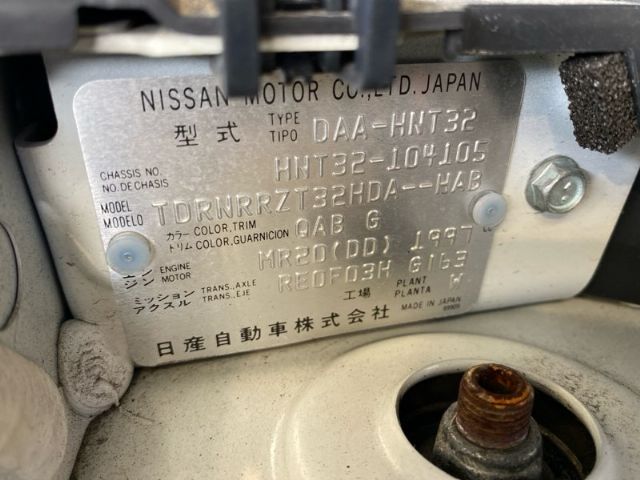 NISSAN MOTOR CO.,LTD. JAPAN
型式 TYPE TIPO DAA-HNT32
CHASSIS NO. NO. DE CHASIS HNT32-104105
MODEL MODELO TDRNRRZT32HDA--HAB
カラー COLOR,TRIM トリム COLOR,GUARNICION QAB G
エンジン ENGINE MOTOR MR20(DD) 1997 cc
ミッション アクスル TRANS.,AXLE TRANS.,EJE RE0F03H G163
工場 PLANT PLANTA W
日産自動車株式会社 MADE IN JAPAN